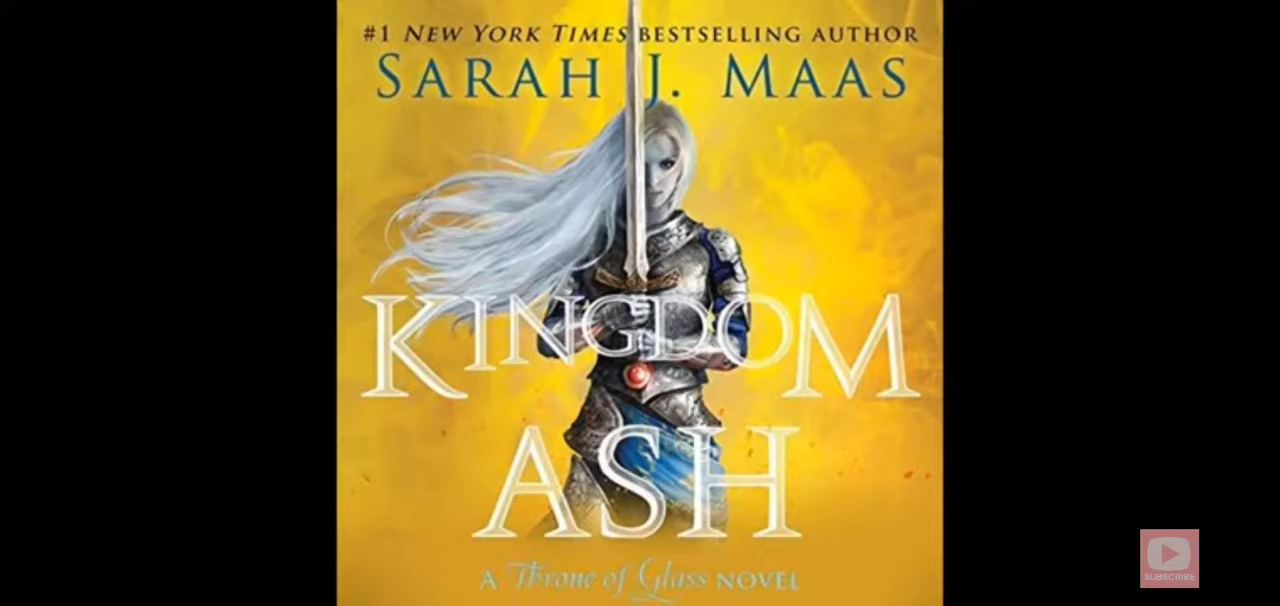 #1 NEW YORK TIMES BESTSELLING AUTHOR
SARAH J. MAAS
KINGDOM
ASH
A Throne of Glass NOVEL
SUBSCRIBE